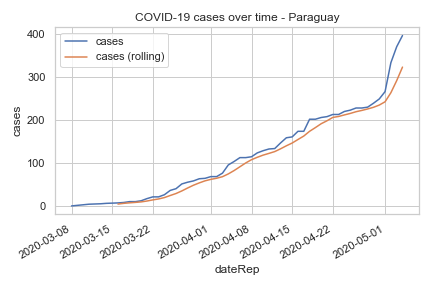 COVID-19 cases over time - Paraguay
cases
cases (rolling)
400
300
200
100
0
cases
2020-03-08
2020-03-15
2020-03-22
2020-04-01
2020-04-08
2020-04-15
2020-04-22
2020-05-01
dateRep